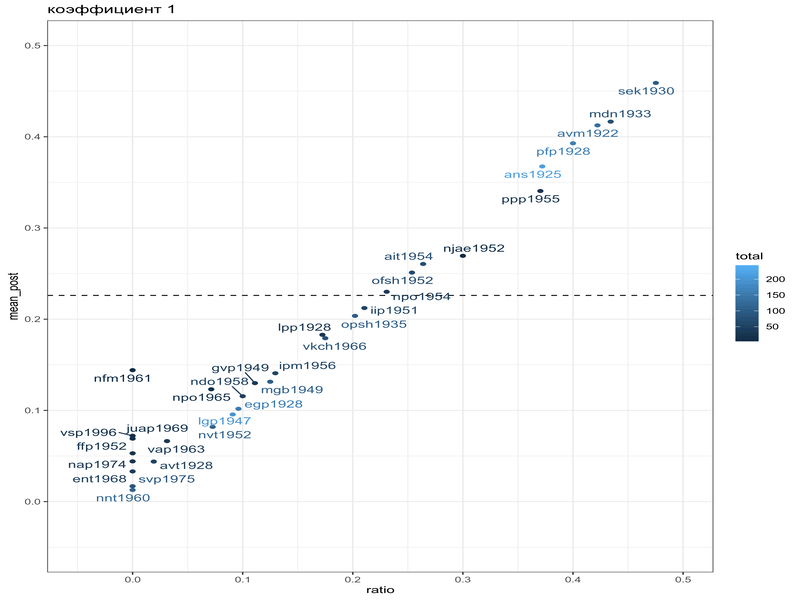 коэффициент 1
mean_post
0.5
0.4
0.3
0.2
0.1
0.0
sek1930
mdn1933
avm1922
pfp1928
ans1925
ppp1955
njae1952
ait1954
ofsh1952
npo1954
iip1951
opsh1935
lpp1928
vkch1966
gvp1949
ipm1956
nfm1961
ndo1958
mgb1949
npo1965
egp1928
lgp1947
vsp1996
juap1969
nvt1952
ffp1952
vap1963
nap1974
avt1928
ent1968
svp1975
nnt1960
0.0
0.1
0.2
0.3
0.4
0.5
ratio
total
200
150
100
50